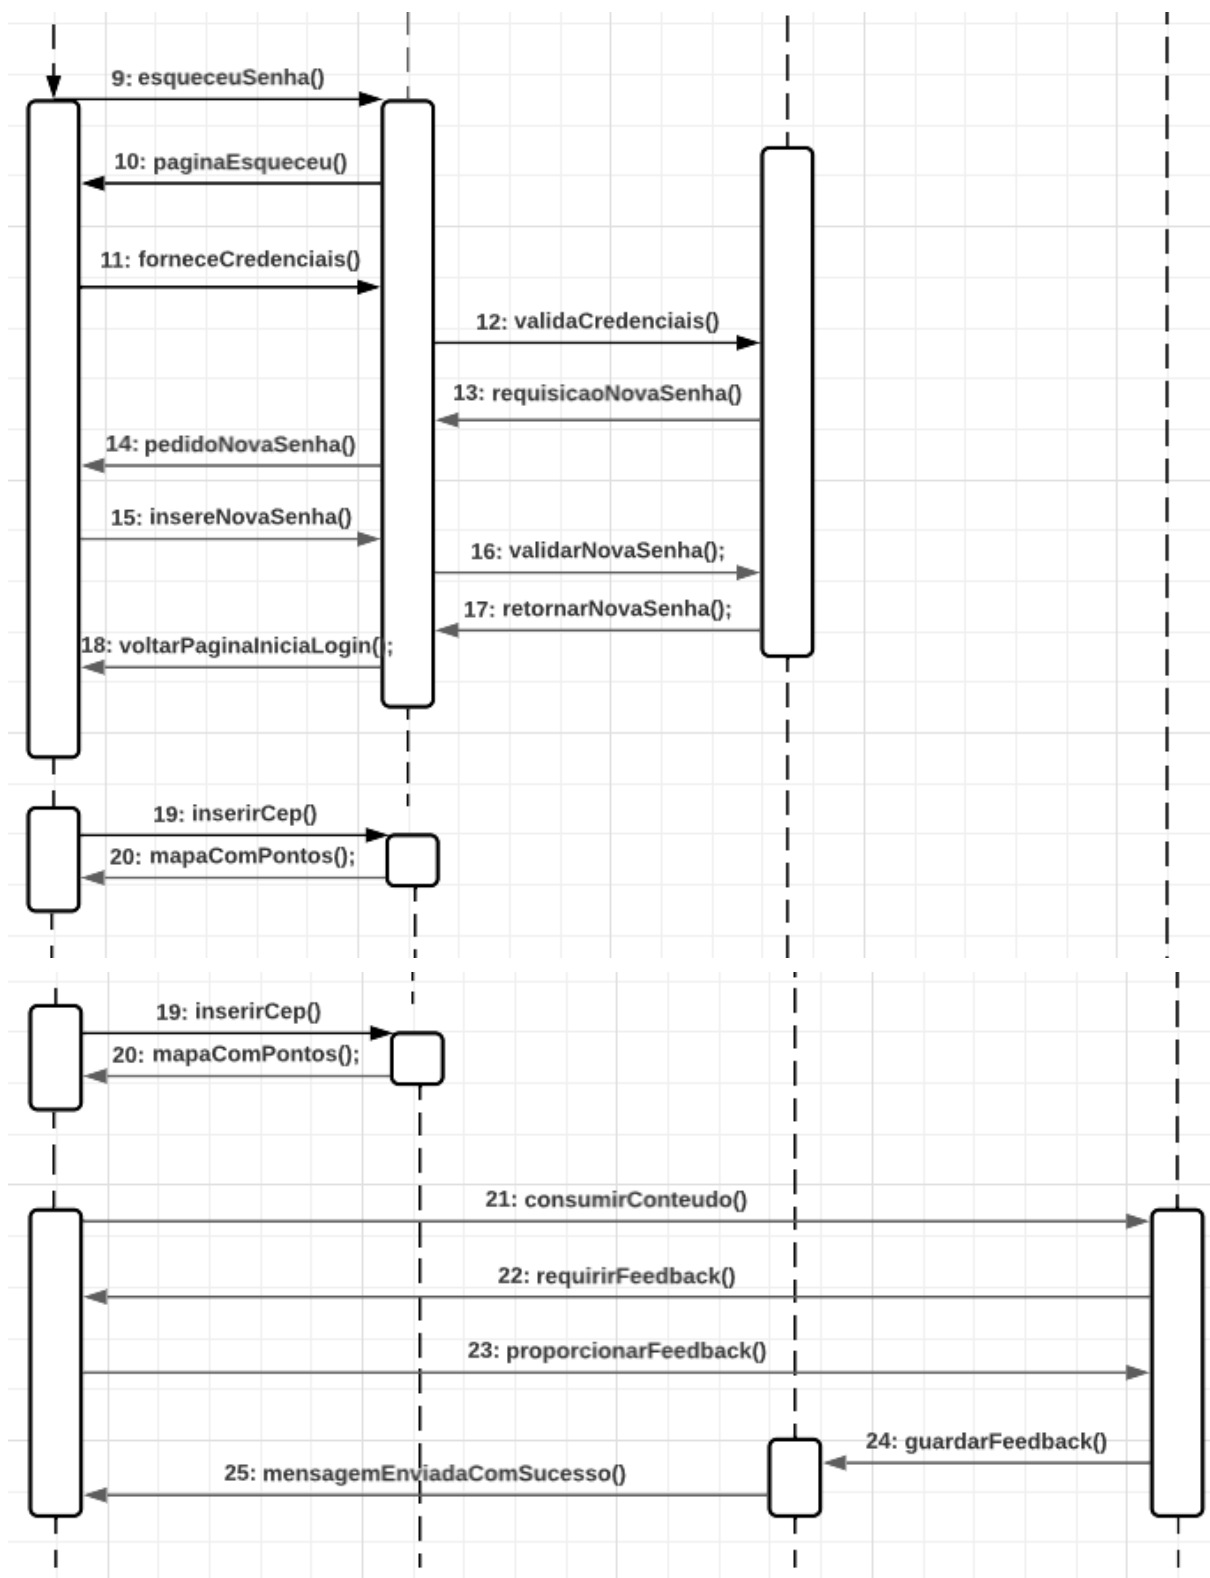 9: esqueceuSenha()
10: paginaEsqueceu()
11: forneceCredenciais()
12: validaCredenciais()
13: requisicaoNovaSenha()
14: pedidoNovaSenha()
15: insereNovaSenha()
16: validarNovaSenha();
17: retornarNovaSenha();
18: voltarPaginaIniciaLogin();
19: inserirCep()
20: mapaComPontos();
19: inserirCep()
20: mapaComPontos();
21: consumirConteudo()
22: requirirFeedback()
23: proporcionarFeedback()
24: guardarFeedback()
25: mensagemEnviadaComSucesso()